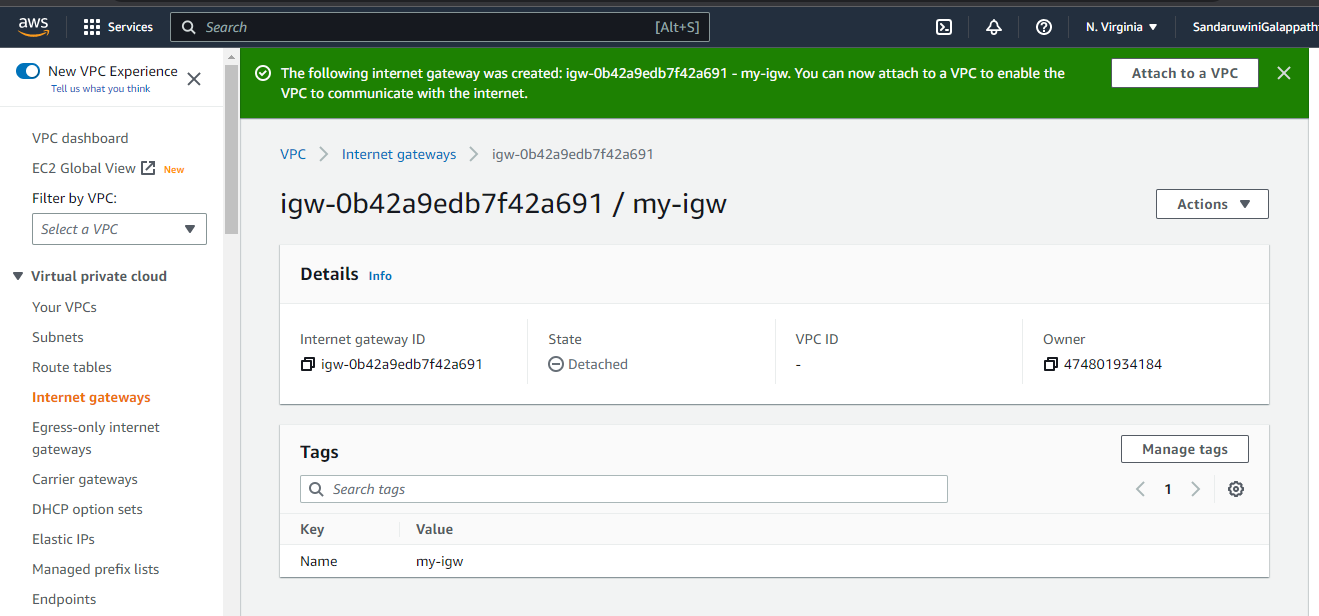 aws
Services
Search
[Alt+S]
N. Virginia
SandaruwiniGalappath
New VPC Experience
Tell us what you think
VPC dashboard
EC2 Global View New
Filter by VPC:
Select a VPC
Virtual private cloud
Your VPCs
Subnets
Route tables
Internet gateways
Egress-only internet
gateways
Carrier gateways
DHCP option sets
Elastic IPs
Managed prefix lists
Endpoints
The following internet gateway was created: igw-0b42a9edb7f42a691 - my-igw. You can now attach to a VPC to enable the
VPC to communicate with the internet.
Attach to a VPC
VPC
Internet gateways
igw-0b42a9edb7f42a691
igw-0b42a9edb7f42a691 / my-igw
Actions
Details Info
Internet gateway ID
igw-0b42a9edb7f42a691
State
Detached
VPC ID
-
Owner
474801934184
Tags
Manage tags
Search tags
1
Key Value
Name my-igw